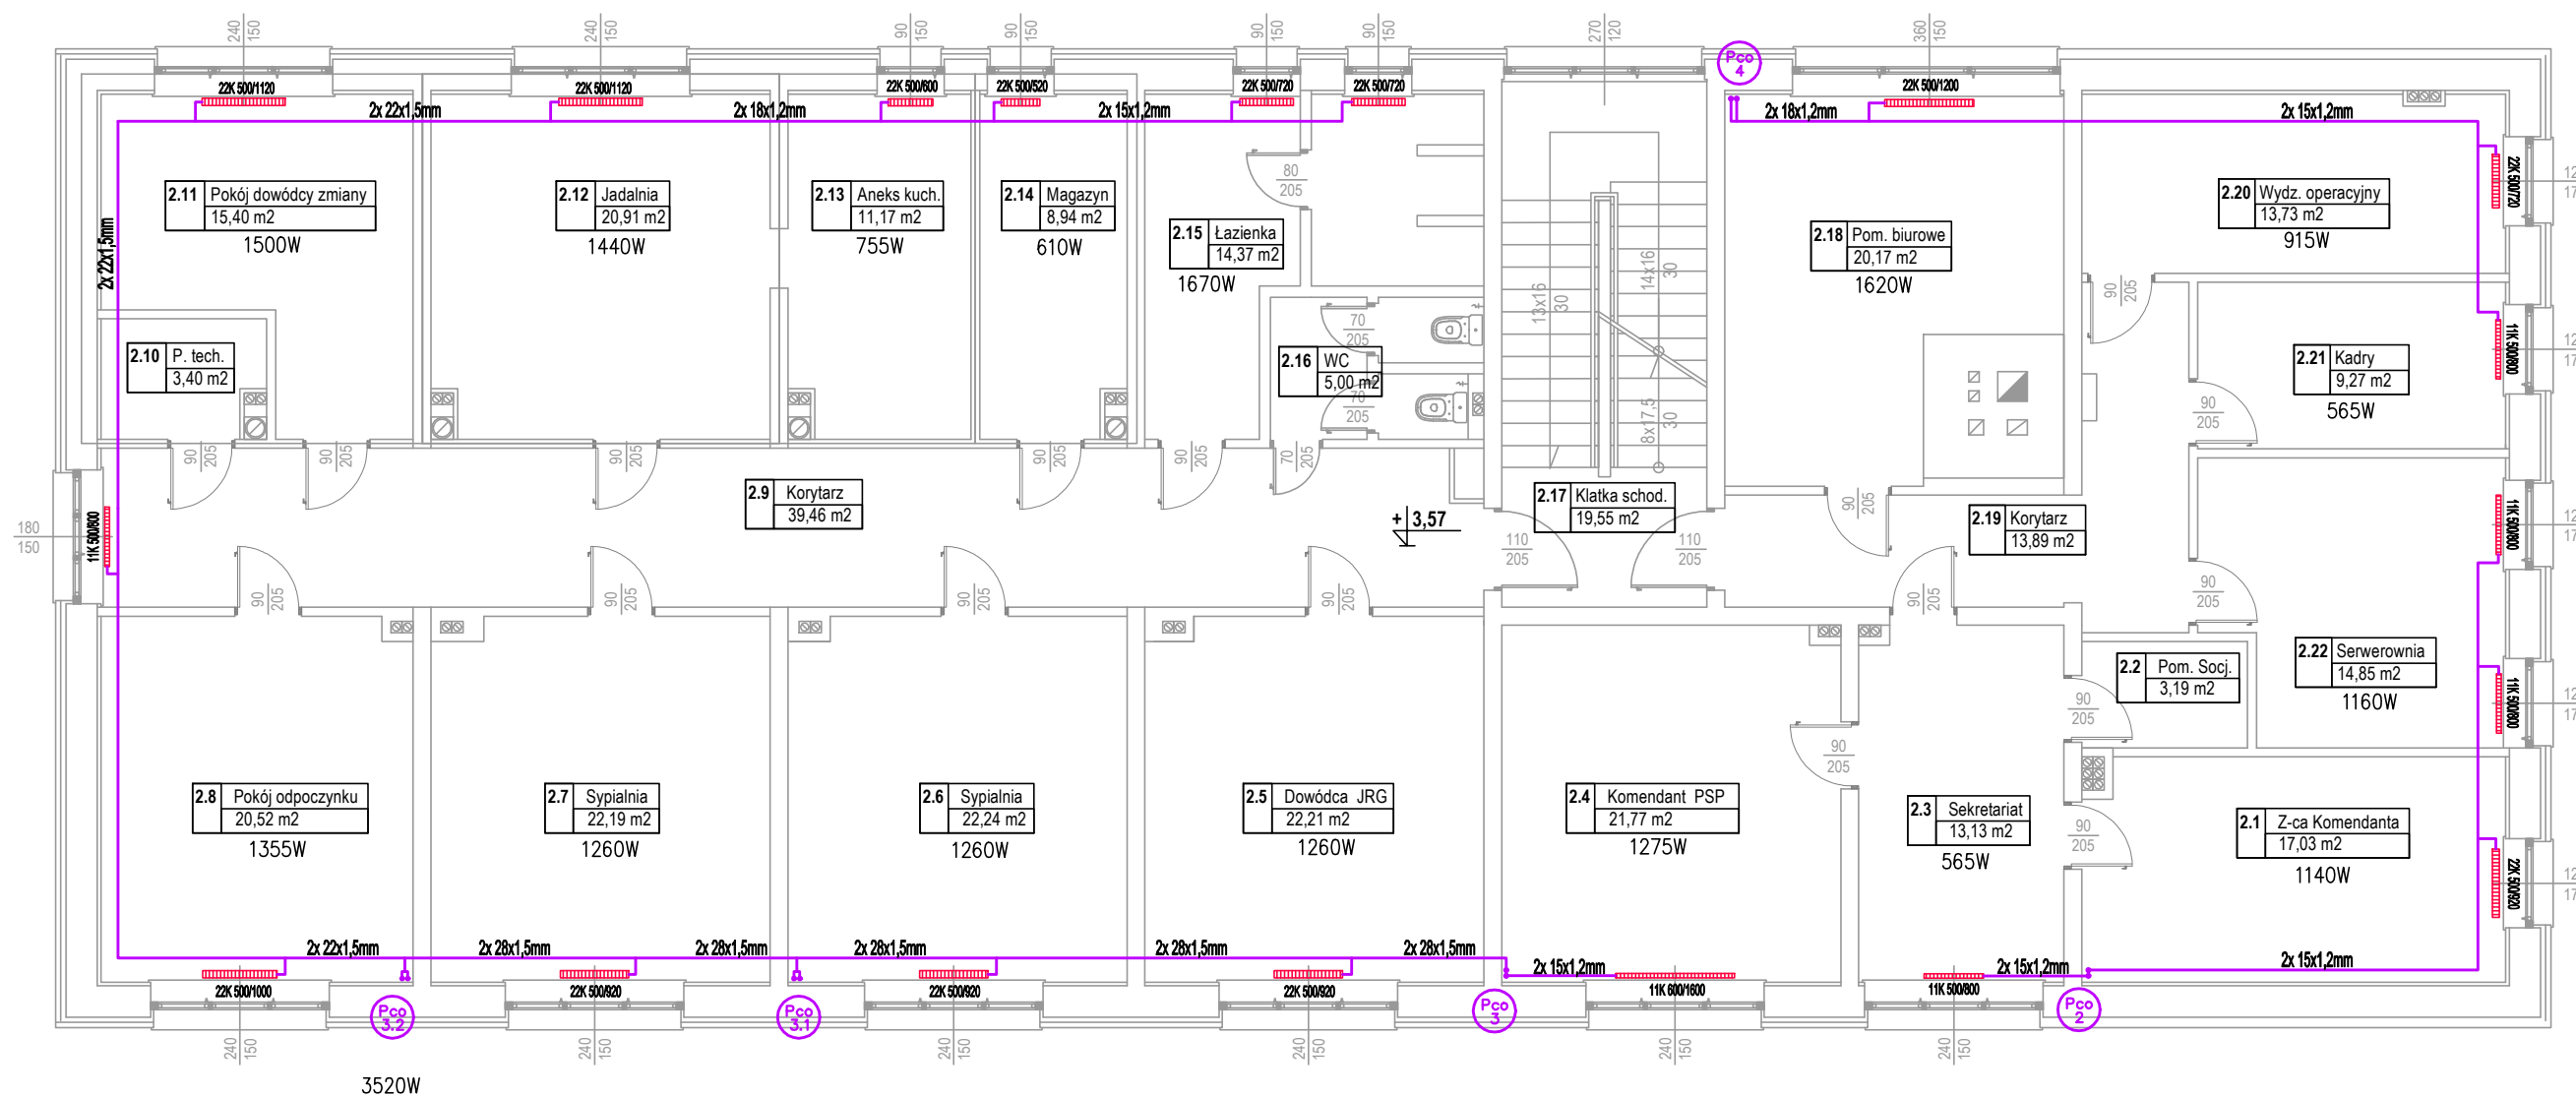 240 150
240 150
90 150
90 150
90 150
90 150
270 120
360 150
Pco 4
22K 500/1120
22K 500/1120
22K 500/600
22K 500/520
22K 500/720
22K 500/720
22K 500/1200
2x 22x1,5mm
2x 18x1,2mm
2x 15x1,2mm
2x 18x1,2mm
2x 15x1,2mm
2x 22x1,5mm
2.11 Pokój dowódcy zmiany
15,40 m2
1500W
2.12 Jadalnia
20,91 m2
1440W
2.13 Aneks kuch.
11,17 m2
755W
2.14 Magazyn
8,94 m2
610W
2.15 Łazienka
14,37 m2
1670W
80
205
2.18 Pom. biurowe
20,17 m2
1620W
2.20 Wydz. operacyjny
13,73 m2
915W
22K 500/720
13x16
30
14x16
30
8x17,5
30
90
205
2.10 P. tech.
3,40 m2
2.16 WC
5,00 m2
70
205
70
205
2.21 Kadry
9,27 m2
565W
11K 500/600
90
205
90
205
90
205
90
205
90
205
90
205
70
205
180
150
11K 500/800
2.9 Korytarz
39,46 m2
+ 3,57
2.17 Klatka schod.
19,55 m2
110
205
110
205
90
205
2.19 Korytarz
13,89 m2
11K 500/800
90
205
90
205
90
205
90
205
90
205
90
205
2.22 Serwerownia
14,85 m2
1160W
11K 500/800
2.2 Pom. Socj.
3,19 m2
90
205
90
205
2.8 Pokój odpoczynku
20,52 m2
1355W
2.7 Sypialnia
22,19 m2
1260W
2.6 Sypialnia
22,24 m2
1260W
2.5 Dowódca JRG
22,21 m2
1260W
2.4 Komendant PSP
21,77 m2
1275W
2.3 Sekretariat
13,13 m2
565W
90
205
2.1 Z-ca Komendanta
17,03 m2
1140W
22K 500/920
2x 22x1,5mm
2x 28x1,5mm
2x 28x1,5mm
2x 28x1,5mm
2x 28x1,5mm
2x 28x1,5mm
2x 15x1,2mm
2x 15x1,2mm
2x 15x1,2mm
22K 500/1000
22K 500/920
22K 500/920
22K 500/920
11K 600/1600
11K 500/800
Pco 3.2
Pco 3.1
Pco 3
Pco 2
240 150
240 150
240 150
240 150
240 150
240 150
3520W